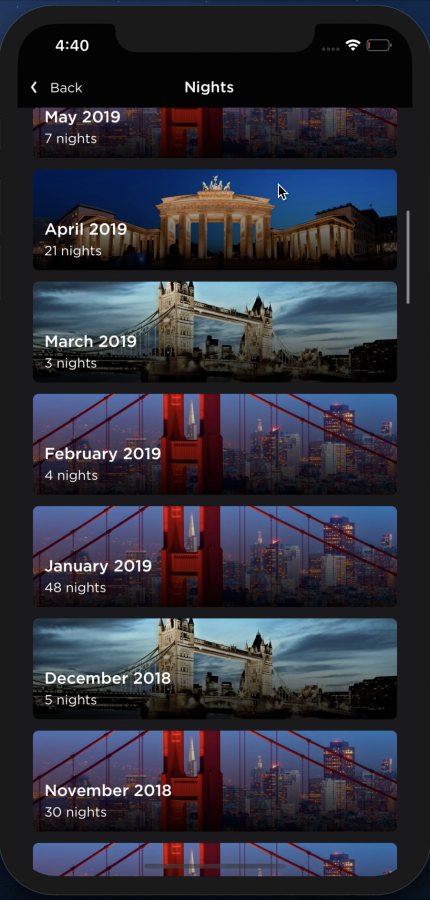 4:40
Back
Nights
May 2019
7 nights
April 2019
21 nights
March 2019
3 nights
February 2019
4 nights
January 2019
48 nights
December 2018
5 nights
November 2018
30 nights